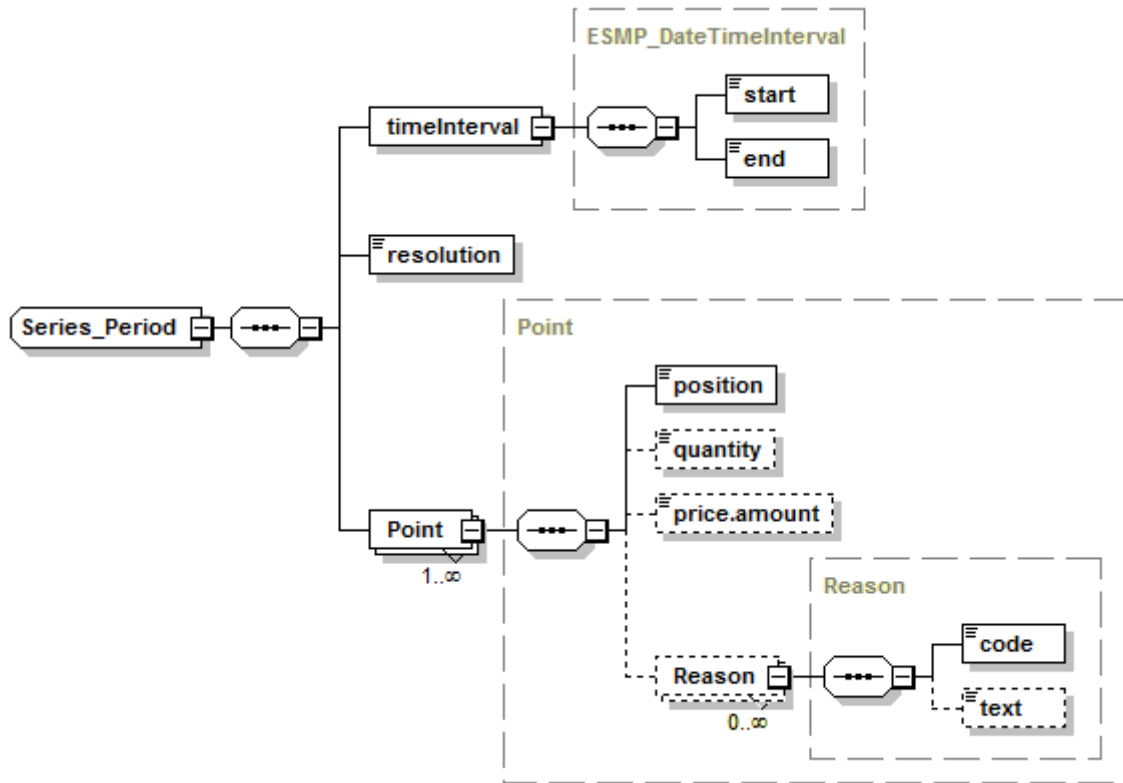 ESMP_DateTimeInterval
start
timeInterval
end
resolution
Series_Period
Point
position
quantity
price.amount
Point
1..∞
Reason
code
Reason
text
0..∞